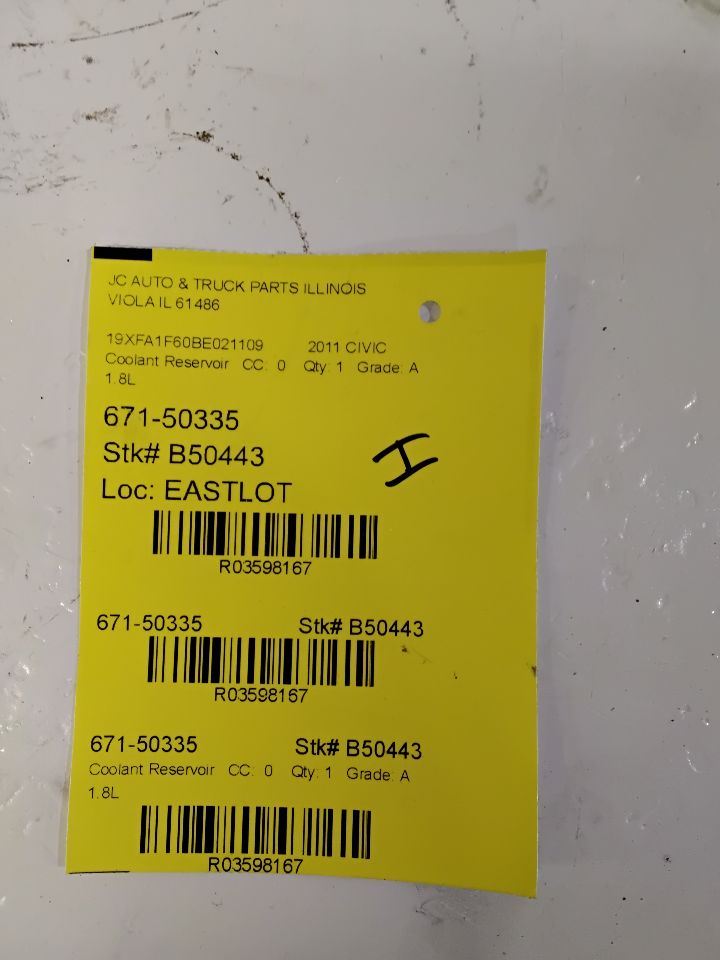 JC AUTO & TRUCK PARTS ILLINOIS
VIOLA IL 61486
19XFA1F60BE021109 2011 CIVIC
Coolant Reservoir CC: 0 Qty: 1 Grade: A
1.8L
671-50335
Stk# B50443
H
Loc: EASTLOT
R03598167
671-50335 Stk# B50443
R03598167
671-50335 Stk# B50443
Coolant Reservoir CC: 0 Qty: 1 Grade: A
1.8L
R03598167